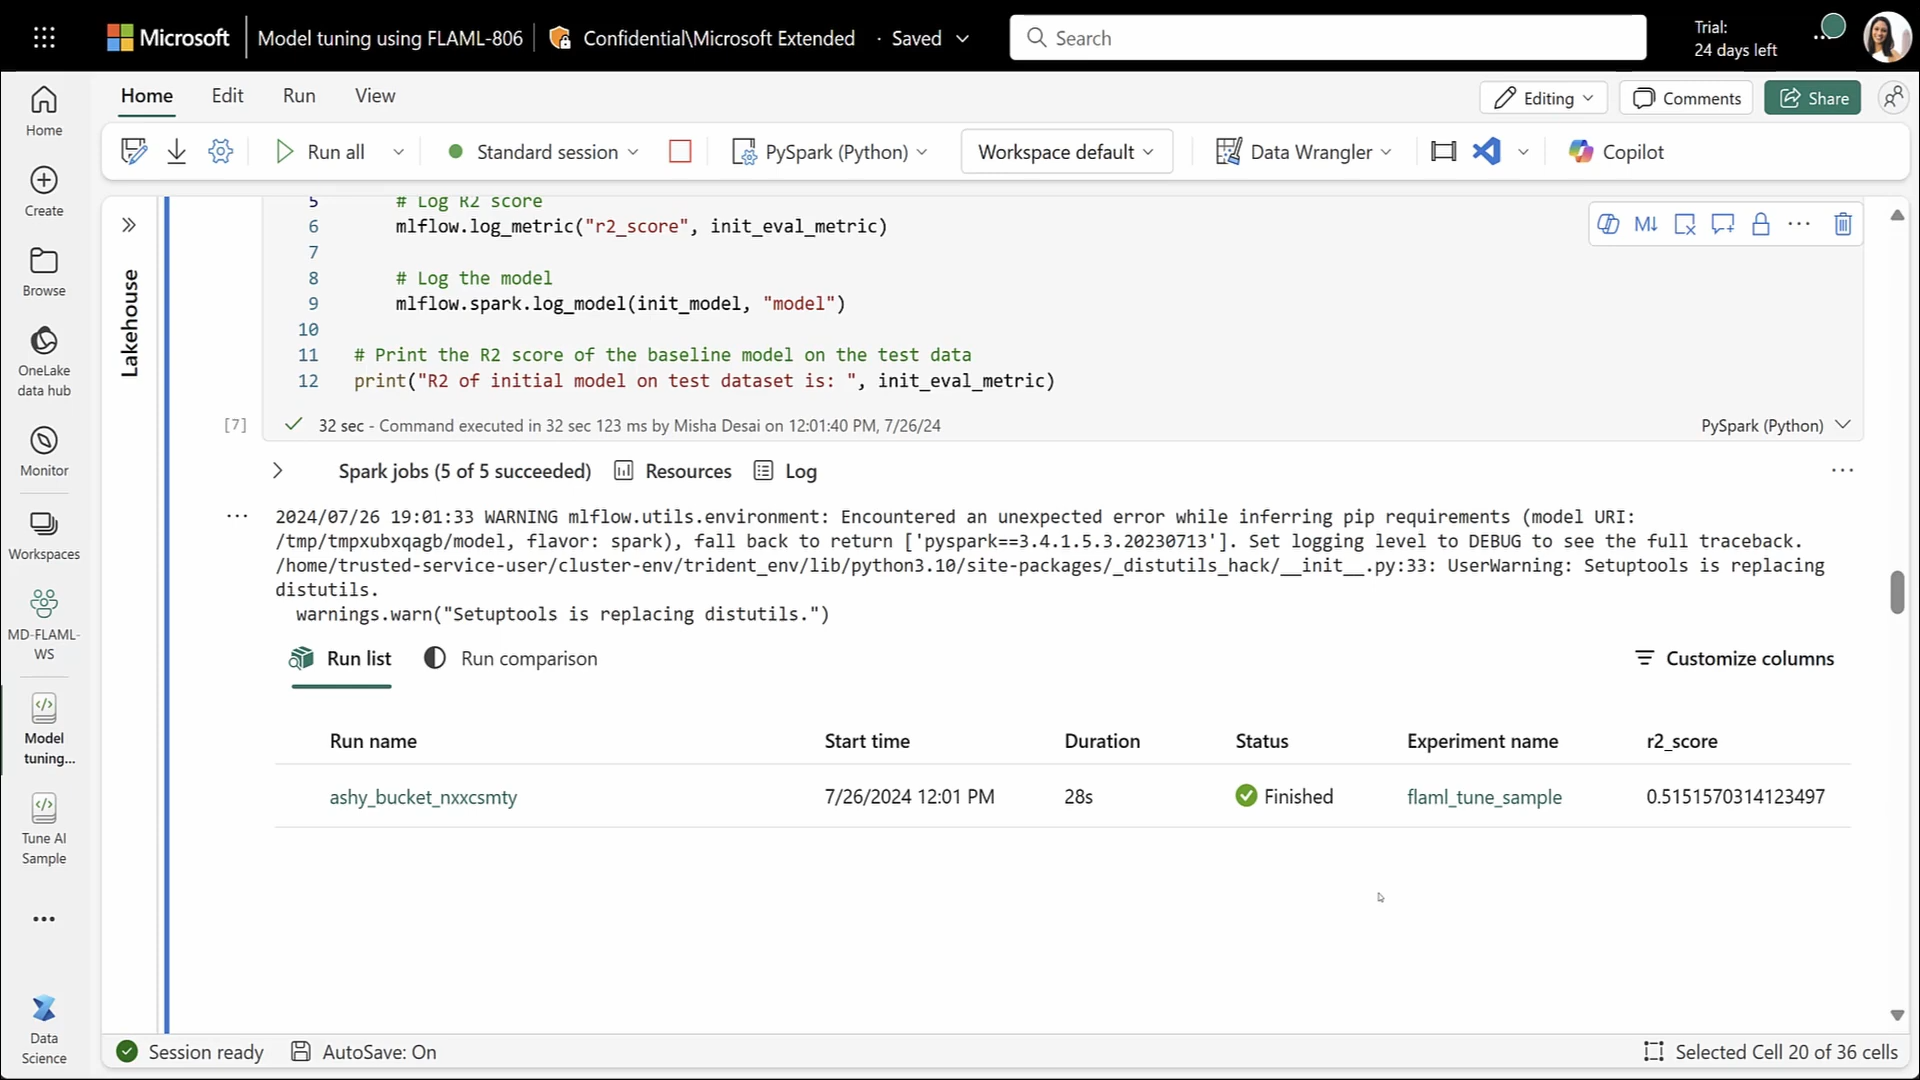 Microsoft
Model tuning using FLAML-806
Confidential\Microsoft Extended
· Saved
Search
Trial:
24 days left
Home
Edit
Run
View
Editing
Comments
Share
Run all
Standard session
PySpark (Python)
Workspace default
Data Wrangler
Copilot
Home
Create
Browse
OneLake
data hub
Monitor
Workspaces
MD-FLAML-
WS
Model
tuning...
Tune AI
Sample
Data
Science
Lakehouse
5 # Log R2 score
6 mlflow.log_metric("r2_score", init_eval_metric)
7
8 # Log the model
9 mlflow.spark.log_model(init_model, "model")
10
11 # Print the R2 score of the baseline model on the test data
12 print("R2 of initial model on test dataset is: ", init_eval_metric)
M↓
[7]
32 sec - Command executed in 32 sec 123 ms by Misha Desai on 12:01:40 PM, 7/26/24
PySpark (Python)
Spark jobs (5 of 5 succeeded)
Resources
Log
2024/07/26 19:01:33 WARNING mlflow.utils.environment: Encountered an unexpected error while inferring pip requirements (model URI:
/tmp/tmpxubxqagb/model, flavor: spark), fall back to return ['pyspark==3.4.1.5.3.20230713']. Set logging level to DEBUG to see the full traceback.
/home/trusted-service-user/cluster-env/trident_env/lib/python3.10/site-packages/_distutils_hack/__init__.py:33: UserWarning: Setuptools is replacing
distutils.
warnings.warn("Setuptools is replacing distutils.")
Run list
Run comparison
Customize columns
Run name Start time Duration Status Experiment name r2_score
ashy_bucket_nxxcsmty 7/26/2024 12:01 PM 28s Finished flaml_tune_sample 0.5151570314123497
Session ready
AutoSave: On
Selected Cell 20 of 36 cells